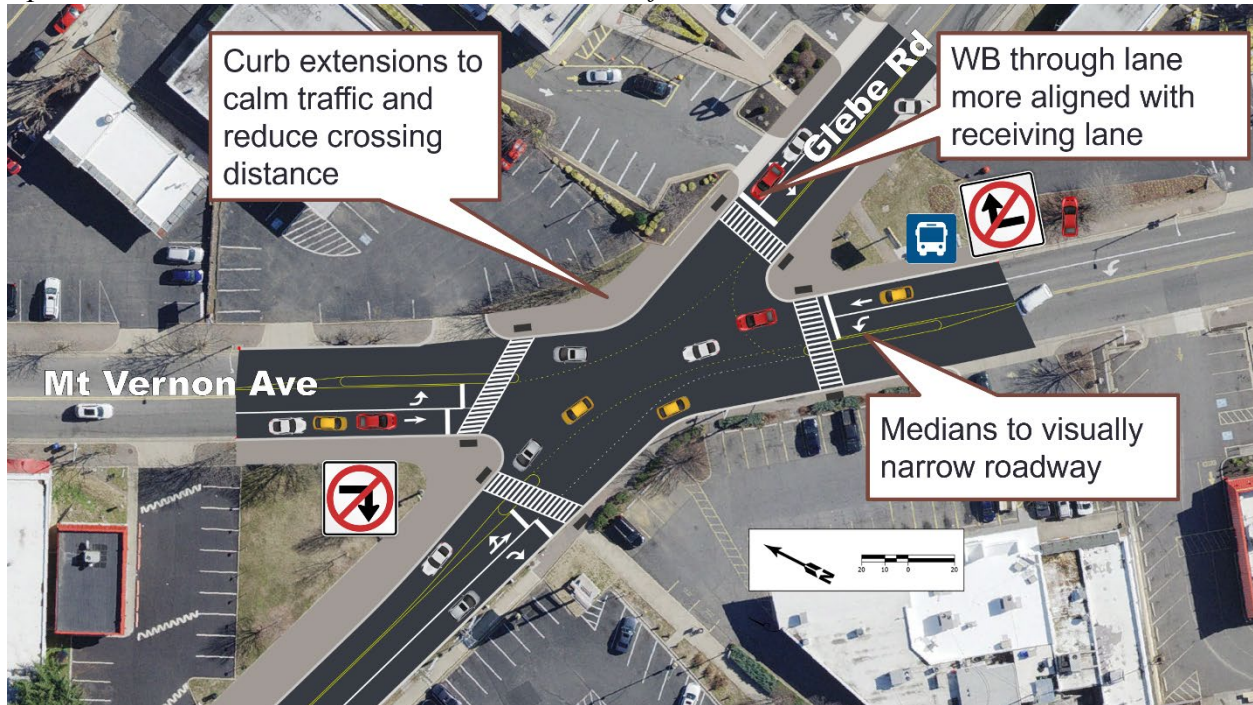 Curb extensions to
calm traffic and
reduce crossing
distance
WB through lane
more aligned with
receiving lane
Glebe Rd
Mt Vernon Ave
Medians to visually
narrow roadway
N
20 10 0 20